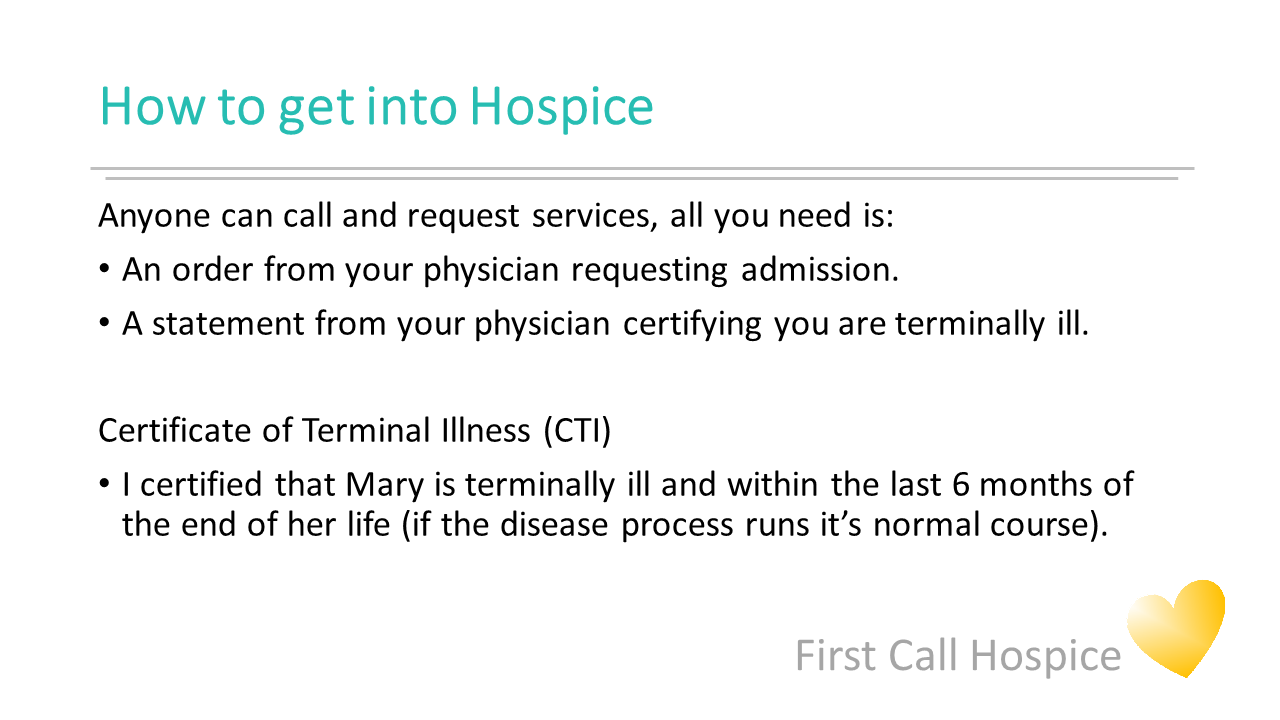 How to get into Hospice
Anyone can call and request services, all you need is:
• An order from your physician requesting admission.
• A statement from your physician certifying you are terminally ill.
Certificate of Terminal Illness (CTI)
• I certified that Mary is terminally ill and within the last 6 months of
the end of her life (if the disease process runs it’s normal course).
First Call Hospice